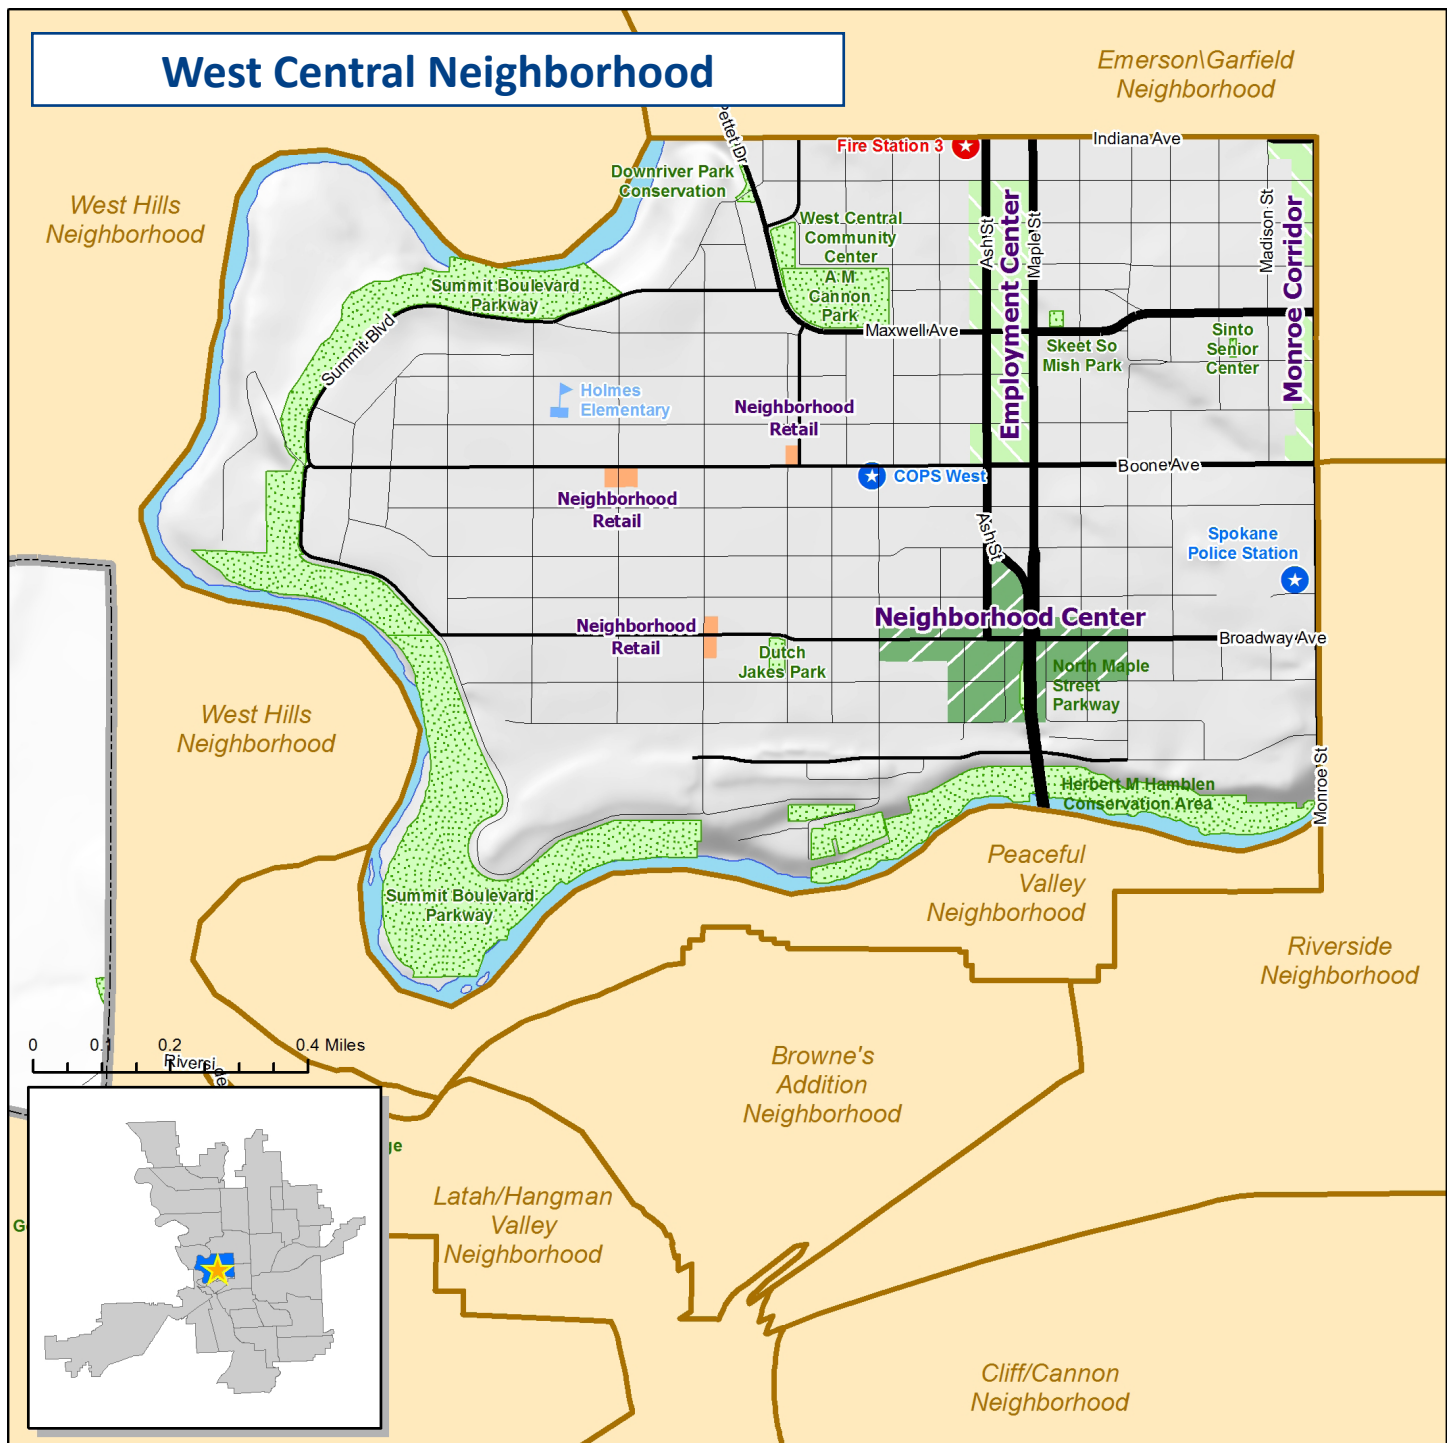 West Central Neighborhood
Emerson\Garfield
Neighborhood
Pettet Dr
Fire Station 3
Indiana Ave
Downriver Park
Conservation
West Hills
Neighborhood
West Central
Community
Center
A M
Cannon
Park
Ash St
Employment Center
Maple St
Madison St
Monroe Corridor
Summit Boulevard
Parkway
Summit Blvd
Maxwell Ave
Skeet So
Mish Park
Sinto
Senior
Center
Holmes
Elementary
Neighborhood
Retail
Boone Ave
COPS West
Neighborhood
Retail
Ash St
Spokane
Police Station
Neighborhood Center
Neighborhood
Retail
Broadway Ave
Dutch
Jakes Park
North Maple
Street
Parkway
West Hills
Neighborhood
Monroe St
Herbert M Hamblen
Conservation Area
Peaceful
Valley
Neighborhood
Summit Boulevard
Parkway
Riverside
Neighborhood
0 0.1 0.2 0.4 Miles
Riverside
Browne's
Addition
Neighborhood
ge
Latah/Hangman
Valley
Neighborhood
G
Cliff/Cannon
Neighborhood